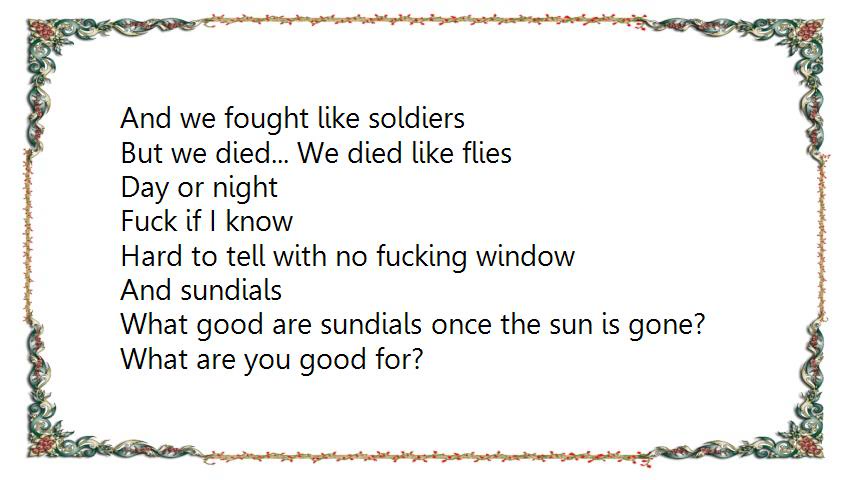 And we fought like soldiers
But we died... We died like flies
Day or night
Fuck if I know
Hard to tell with no fucking window
And sundials
What good are sundials once the sun is gone?
What are you good for?